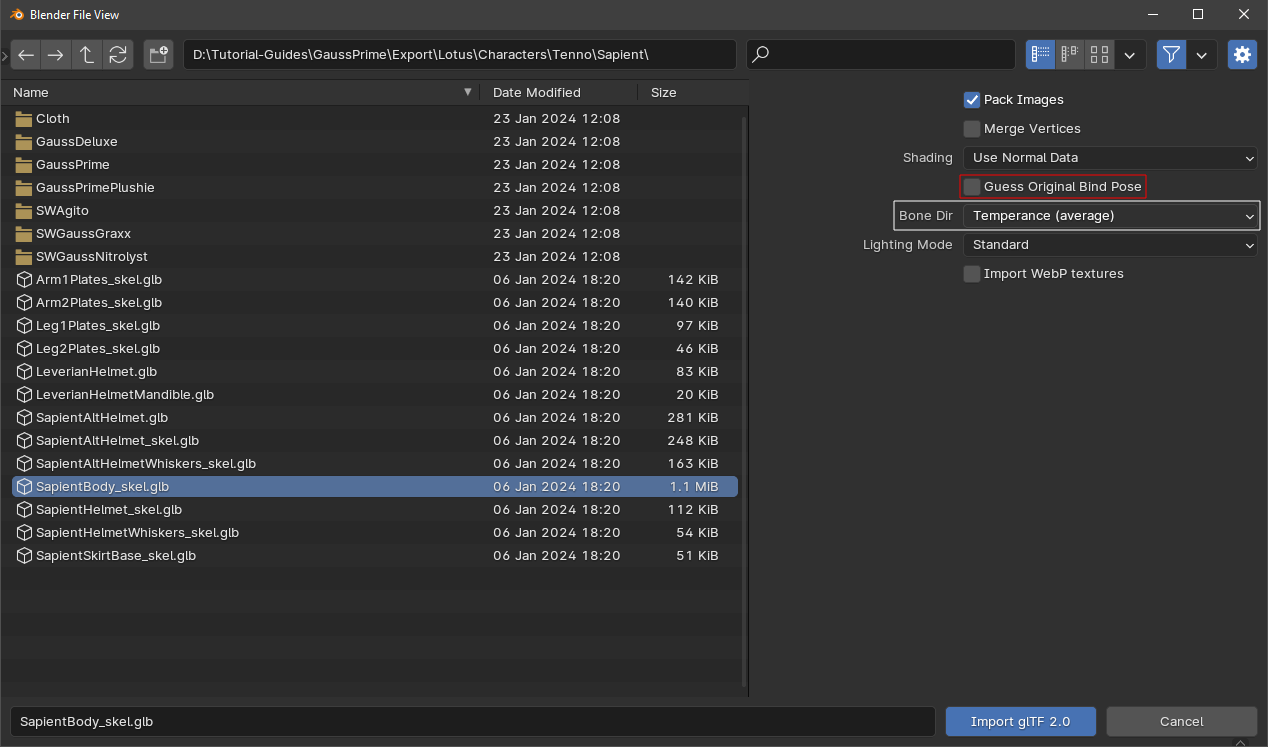 Blender File View
D:\Tutorial-Guides\GaussPrime\Export\Lotus\Characters\Tenno\Sapient\
Name Date Modified Size
Cloth 23 Jan 2024 12:08
GaussDeluxe 23 Jan 2024 12:08
GaussPrime 23 Jan 2024 12:08
GaussPrimePlushie 23 Jan 2024 12:08
SWAgito 23 Jan 2024 12:08
SWGaussGraxx 23 Jan 2024 12:08
SWGaussNitrolyst 23 Jan 2024 12:08
Arm1Plates_skel.glb 06 Jan 2024 18:20 142 KiB
Arm2Plates_skel.glb 06 Jan 2024 18:20 140 KiB
Leg1Plates_skel.glb 06 Jan 2024 18:20 97 KiB
Leg2Plates_skel.glb 06 Jan 2024 18:20 46 KiB
LeverianHelmet.glb 06 Jan 2024 18:20 83 KiB
LeverianHelmetMandible.glb 06 Jan 2024 18:20 20 KiB
SapientAltHelmet.glb 06 Jan 2024 18:20 281 KiB
SapientAltHelmet_skel.glb 06 Jan 2024 18:20 248 KiB
SapientAltHelmetWhiskers_skel.glb 06 Jan 2024 18:20 163 KiB
SapientBody_skel.glb 06 Jan 2024 18:20 1.1 MiB
SapientHelmet_skel.glb 06 Jan 2024 18:20 112 KiB
SapientHelmetWhiskers_skel.glb 06 Jan 2024 18:20 54 KiB
SapientSkirtBase_skel.glb 06 Jan 2024 18:20 51 KiB
Pack Images
Merge Vertices
Shading Use Normal Data
Guess Original Bind Pose
Bone Dir Temperance (average)
Lighting Mode Standard
Import WebP textures
SapientBody_skel.glb
Import glTF 2.0
Cancel